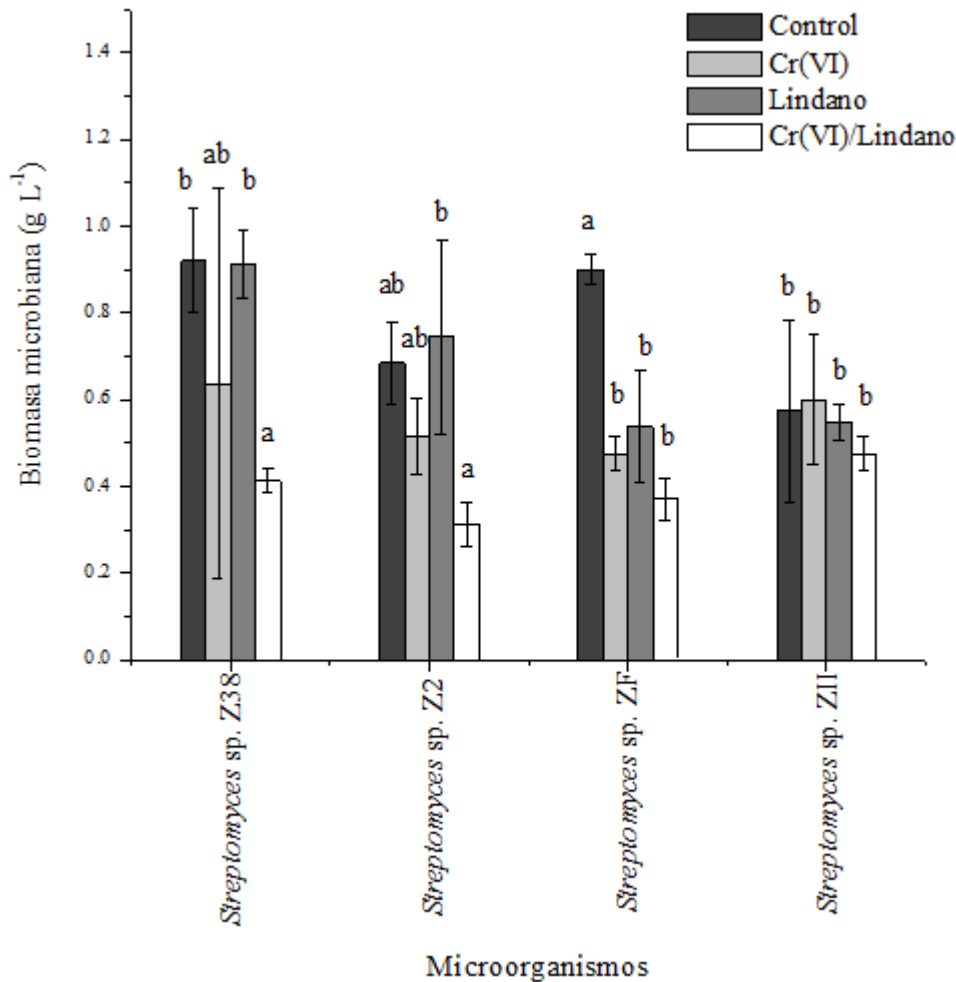 Control
Cr(VI)
Lindano
Cr(VI)/Lindano
Biomasa microbiana (g L⁻¹)
1.4
1.2
1.0
0.8
0.6
0.4
0.2
0.0
b
ab
b
a
ab
ab
b
a
a
b
b
b
b
b
b
b
Streptomyces sp. Z38
Streptomyces sp. Z2
Streptomyces sp. ZF
Streptomyces sp. ZII
Microorganismos